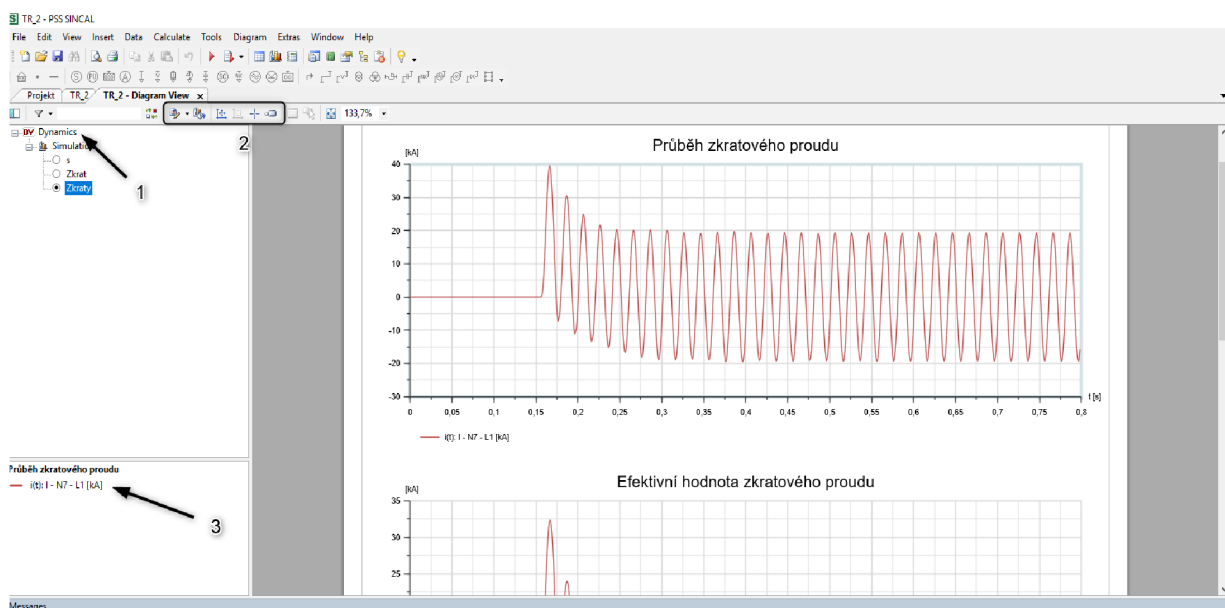 TR_2 - PSS SINCAL
File Edit View Insert Data Calculate Tools Diagram Extras Window Help
Projekt TR_2 TR_2 - Diagram View x
133,7%
Dynamics
Simulation
s
Zkrat
Zkraty
1
2
Průběh zkratového proudu
[kA]
40
30
20
10
0
-10
-20
-30
t [s]
0 0,05 0,1 0,15 0,2 0,25 0,3 0,35 0,4 0,45 0,5 0,55 0,6 0,65 0,7 0,75 0,8
i(t): I - N7 - L1 [kA]
Průběh zkratového proudu
i(t): I - N7 - L1 [kA]
3
Efektivní hodnota zkratového proudu
[kA]
35
30
25
Messages